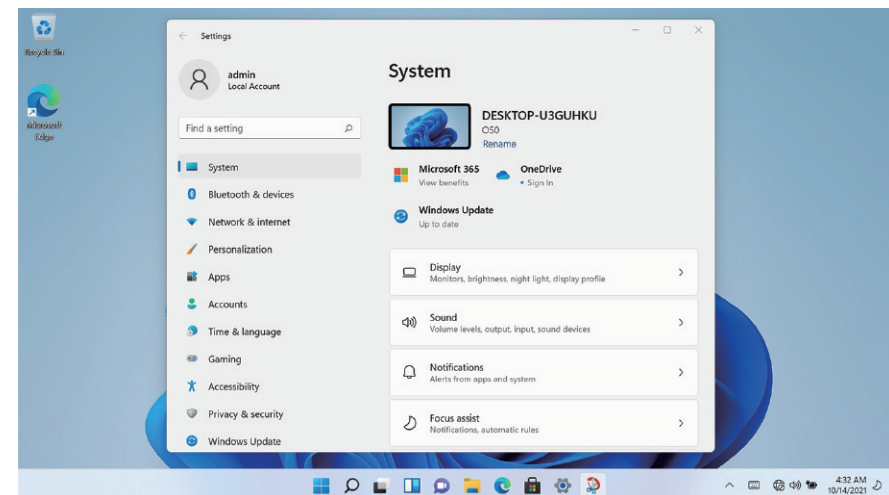 Recycle Bin
Microsoft
Edge
Settings
admin
Local Account
Find a setting
System
Bluetooth & devices
Network & internet
Personalization
Apps
Accounts
Time & language
Gaming
Accessibility
Privacy & security
Windows Update
System
DESKTOP-U3GUHKU
O50
Rename
Microsoft 365
View benefits
OneDrive
• Sign In
Windows Update
Up to date
Display
Monitors, brightness, night light, display profile
Sound
Volume levels, output, input, sound devices
Notifications
Alerts from apps and system
Focus assist
Notifications, automatic rules
4:32 AM
10/14/2021